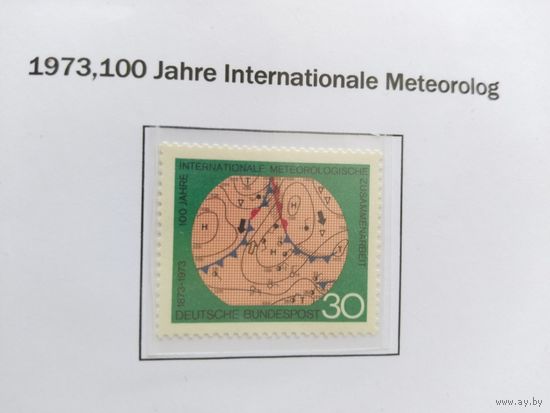 1973,100 Jahre Internationale Meteorolog
INTERNATIONALE METEOROLOGISCHE
ZUSAMMENARBEIT
100 JAHRE
1873-1973
H
H
H
T
30
DEUTSCHE BUNDESPOST
www.ay.by